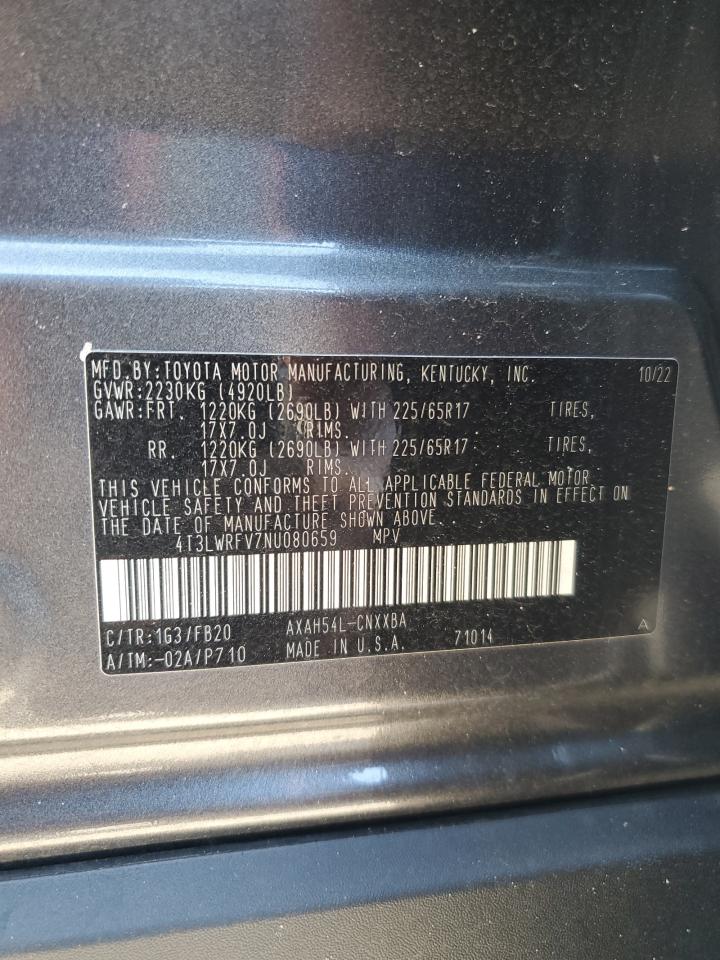 MFD.BY:TOYOTA MOTOR MANUFACTURING, KENTUCKY, INC. 10/22
GVWR:2230KG (4920LB)
GAWR:FRT. 1220KG (2690LB) WITH 225/65R17 TIRES,
17X7.0J RIMS.
RR. 1220KG (2690LB) WITH 225/65R17 TIRES,
17X7.0J RIMS.
THIS VEHICLE CONFORMS TO ALL APPLICABLE FEDERAL MOTOR
VEHICLE SAFETY AND THEFT PREVENTION STANDARDS IN EFFECT ON
THE DATE OF MANUFACTURE SHOWN ABOVE.
4T3LWRFV7NU080659 MPV
C/TR:1G3/FB20 AXAH54L-CNXXBA A
A/TM:-02A/P710 MADE IN U.S.A. 71014